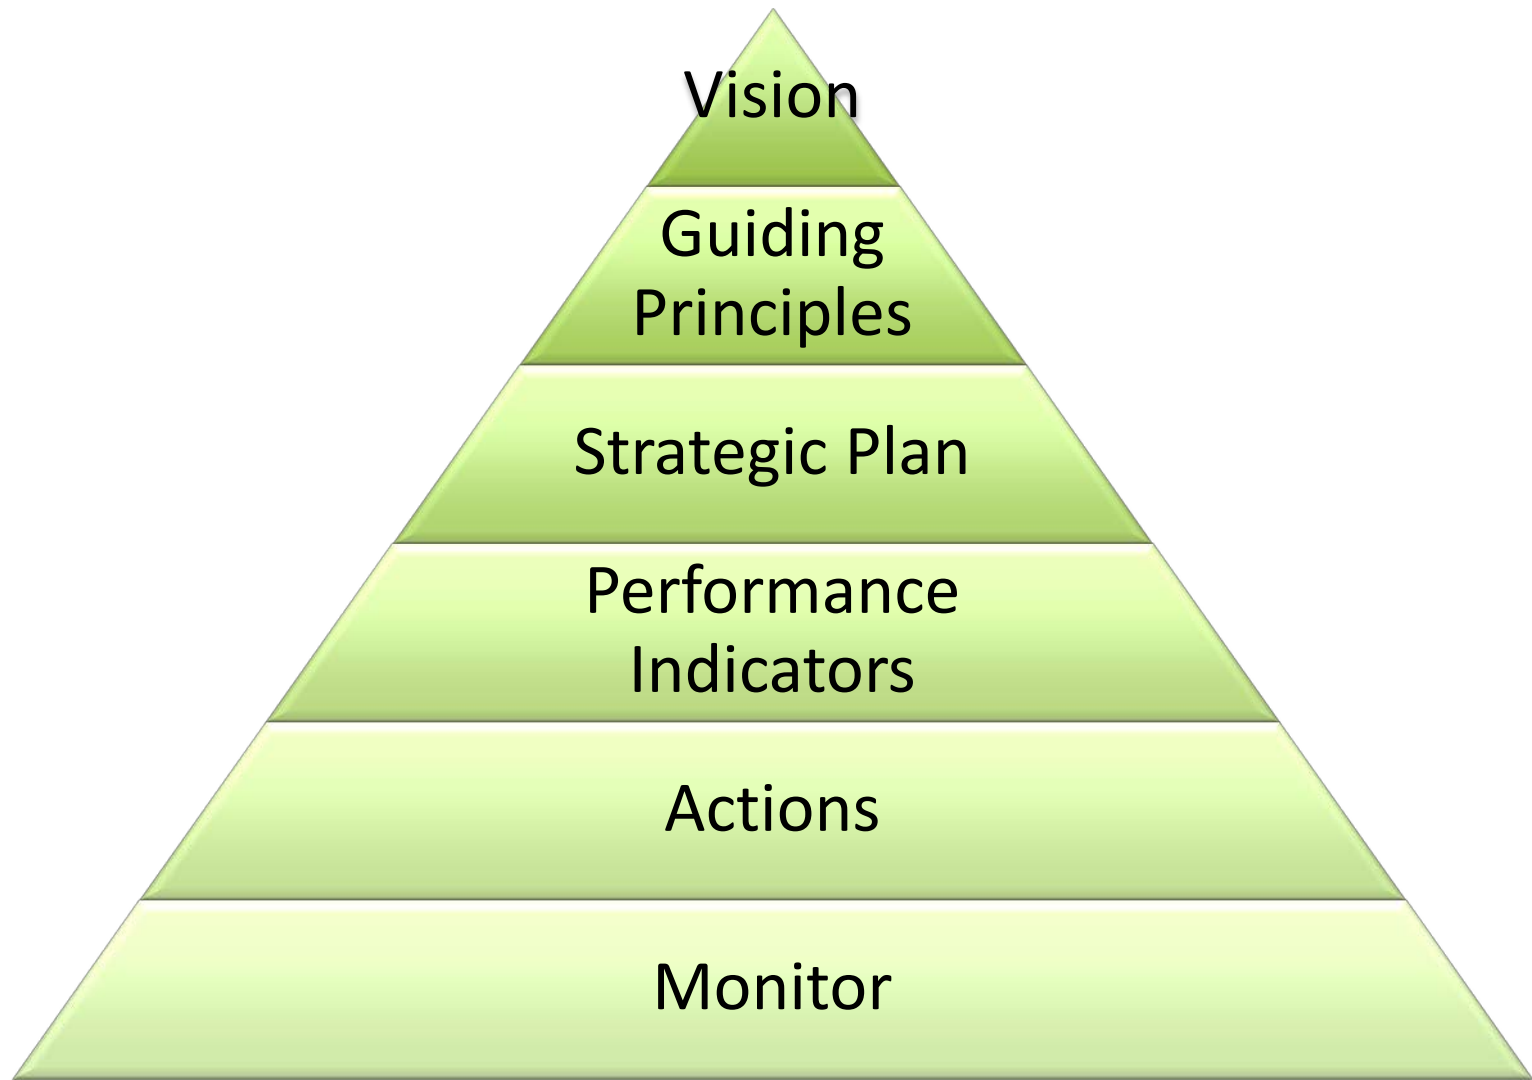 Vision
Guiding
Principles
Strategic Plan
Performance
Indicators
Actions
Monitor